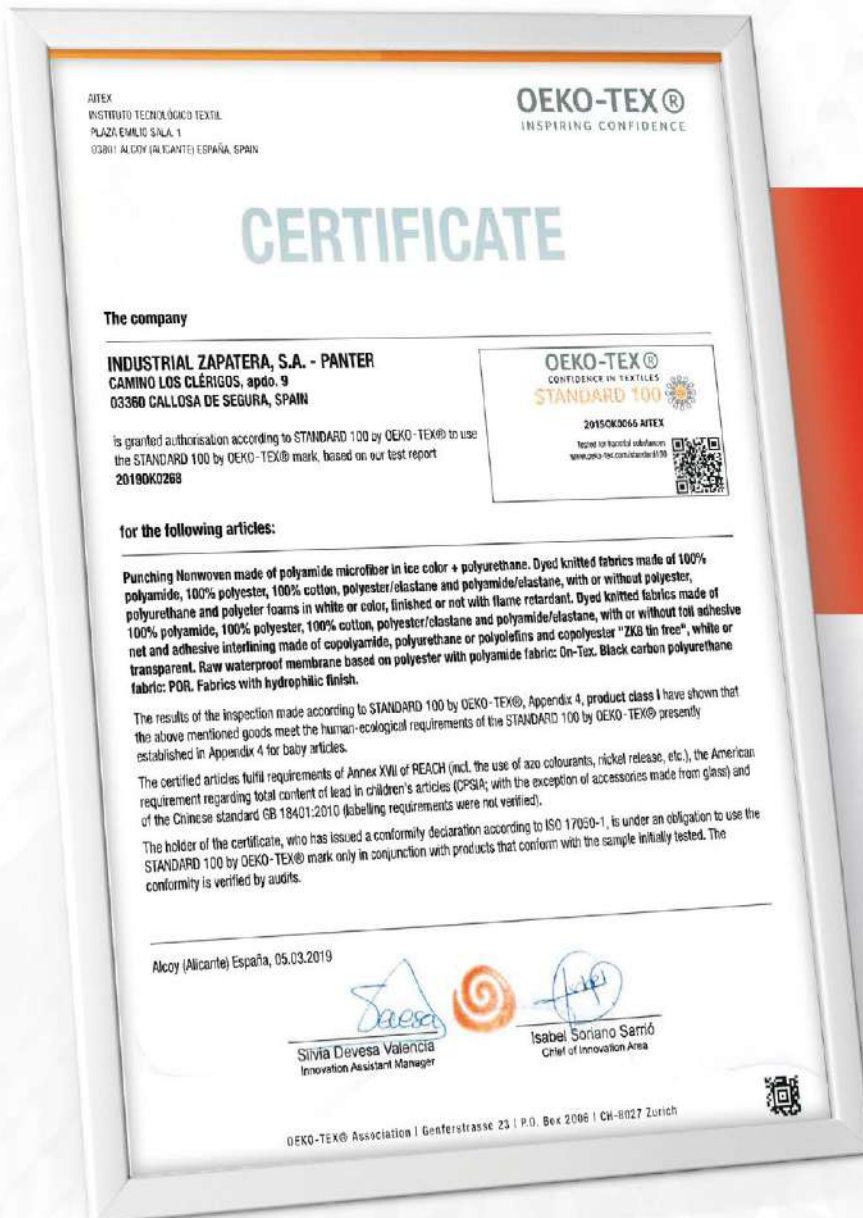 AITEX
INSTITUTO TECNOLÓGICO TEXTIL
PLAZA EMILIO SALA, 1
03801 ALCOY (ALICANTE) ESPAÑA, SPAIN
OEKO-TEX®
INSPIRING CONFIDENCE
CERTIFICATE
The company
INDUSTRIAL ZAPATERA, S.A. - PANTER
CAMINO LOS CLÉRIGOS, apdo. 9
03360 CALLOSA DE SEGURA, SPAIN
is granted authorisation according to STANDARD 100 by OEKO-TEX® to use
the STANDARD 100 by OEKO-TEX® mark, based on our test report
2019OK0268
OEKO-TEX®
CONFIDENCE IN TEXTILES
STANDARD 100
2015OK0066 AITEX
Tested for harmful substances
www.oeko-tex.com/standard100
for the following articles:
Punching Nonwoven made of polyamide microfiber in ice color + polyurethane. Dyed knitted fabrics made of 100%
polyamide, 100% polyester, 100% cotton, polyester/elastane and polyamide/elastane, with or without polyester,
polyurethane and polyeter foams in white or color, finished or not with flame retardant. Dyed knitted fabrics made of
100% polyamide, 100% polyester, 100% cotton, polyester/elastane and polyamide/elastane, with or without foil adhesive
net and adhesive interlining made of copolyamide, polyurethane or polyolefins and copolyester "ZKB tin free", white or
transparent. Raw waterproof membrane based on polyester with polyamide fabric: On-Tex. Black carbon polyurethane
fabric: POR. Fabrics with hydrophilic finish.
The results of the inspection made according to STANDARD 100 by OEKO-TEX®, Appendix 4, product class I have shown that
the above mentioned goods meet the human-ecological requirements of the STANDARD 100 by OEKO-TEX® presently
established in Appendix 4 for baby articles.
The certified articles fulfil requirements of Annex XVII of REACH (incl. the use of azo colourants, nickel release, etc.), the American
requirement regarding total content of lead in children's articles (CPSIA; with the exception of accessories made from glass) and
of the Chinese standard GB 18401:2010 (labelling requirements were not verified).
The holder of the certificate, who has issued a conformity declaration according to ISO 17050-1, is under an obligation to use the
STANDARD 100 by OEKO-TEX® mark only in conjunction with products that conform with the sample initially tested. The
conformity is verified by audits.
Alcoy (Alicante) España, 05.03.2019
Silvia Devesa Valencia
Innovation Assistant Manager
Isabel Soriano Sarrió
Chief of Innovation Area
OEKO-TEX® Association | Genferstrasse 23 | P.O. Box 2006 | CH-8027 Zurich